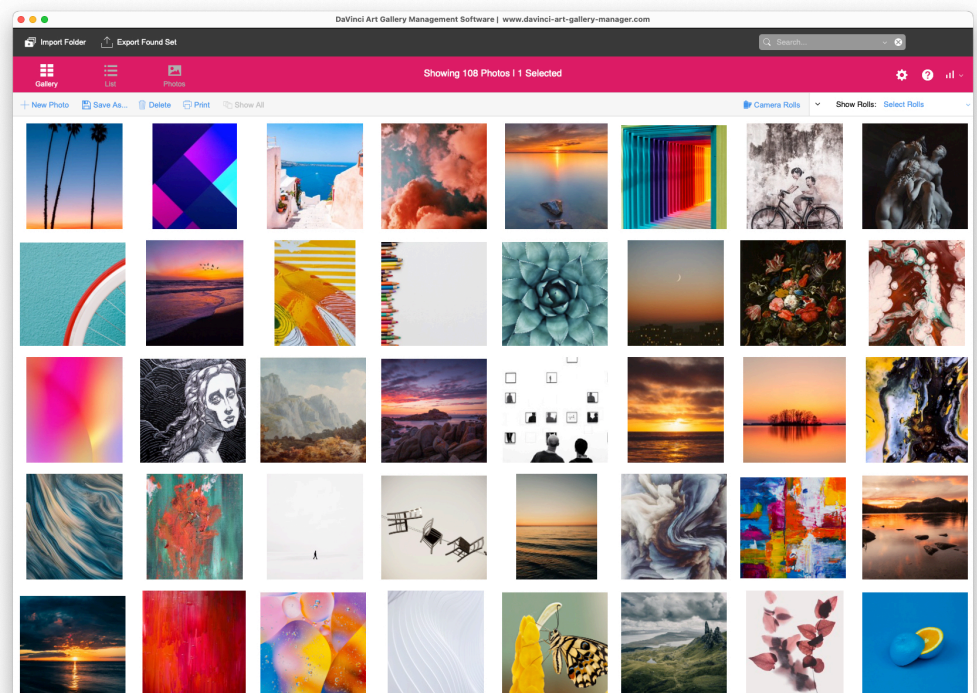 DaVinci Art Gallery Management Software | www.davinci-art-gallery-manager.com
Import Folder Export Found Set Search...
Gallery List Photos Showing 108 Photos | 1 Selected
New Photo Save As... Delete Print Show All Camera Rolls Show Rolls: Select Rolls